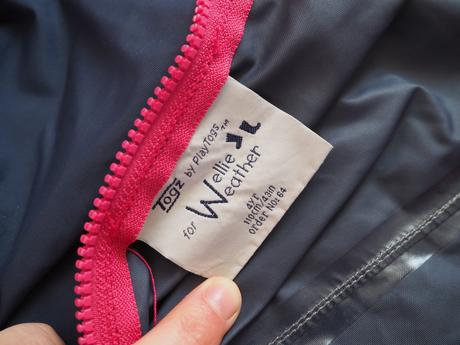 Togz by PlayTogs™
for Wellie
Weather
4yr
110cm/43in
order No: 64